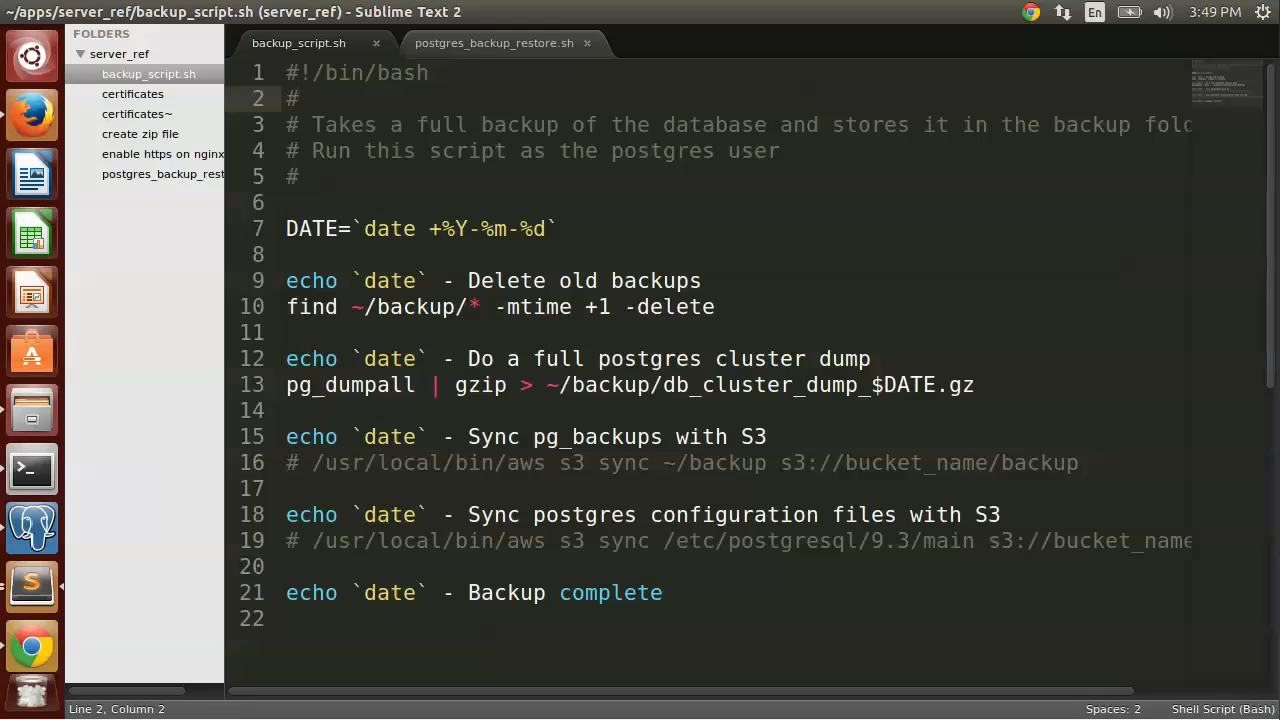 ~/apps/server_ref/backup_script.sh (server_ref) - Sublime Text 2
En
3:49 PM
FOLDERS
server_ref
backup_script.sh
certificates
certificates~
create zip file
enable https on nginx
postgres_backup_rest
backup_script.sh ×
postgres_backup_restore.sh ×
1 #!/bin/bash
2 #
3 # Takes a full backup of the database and stores it in the backup fold
4 # Run this script as the postgres user
5 #
6
7 DATE=`date +%Y-%m-%d`
8
9 echo `date` - Delete old backups
10 find ~/backup/* -mtime +1 -delete
11
12 echo `date` - Do a full postgres cluster dump
13 pg_dumpall | gzip > ~/backup/db_cluster_dump_$DATE.gz
14
15 echo `date` - Sync pg_backups with S3
16 # /usr/local/bin/aws s3 sync ~/backup s3://bucket_name/backup
17
18 echo `date` - Sync postgres configuration files with S3
19 # /usr/local/bin/aws s3 sync /etc/postgresql/9.3/main s3://bucket_name
20
21 echo `date` - Backup complete
22
Line 2, Column 2
Spaces: 2
Shell Script (Bash)